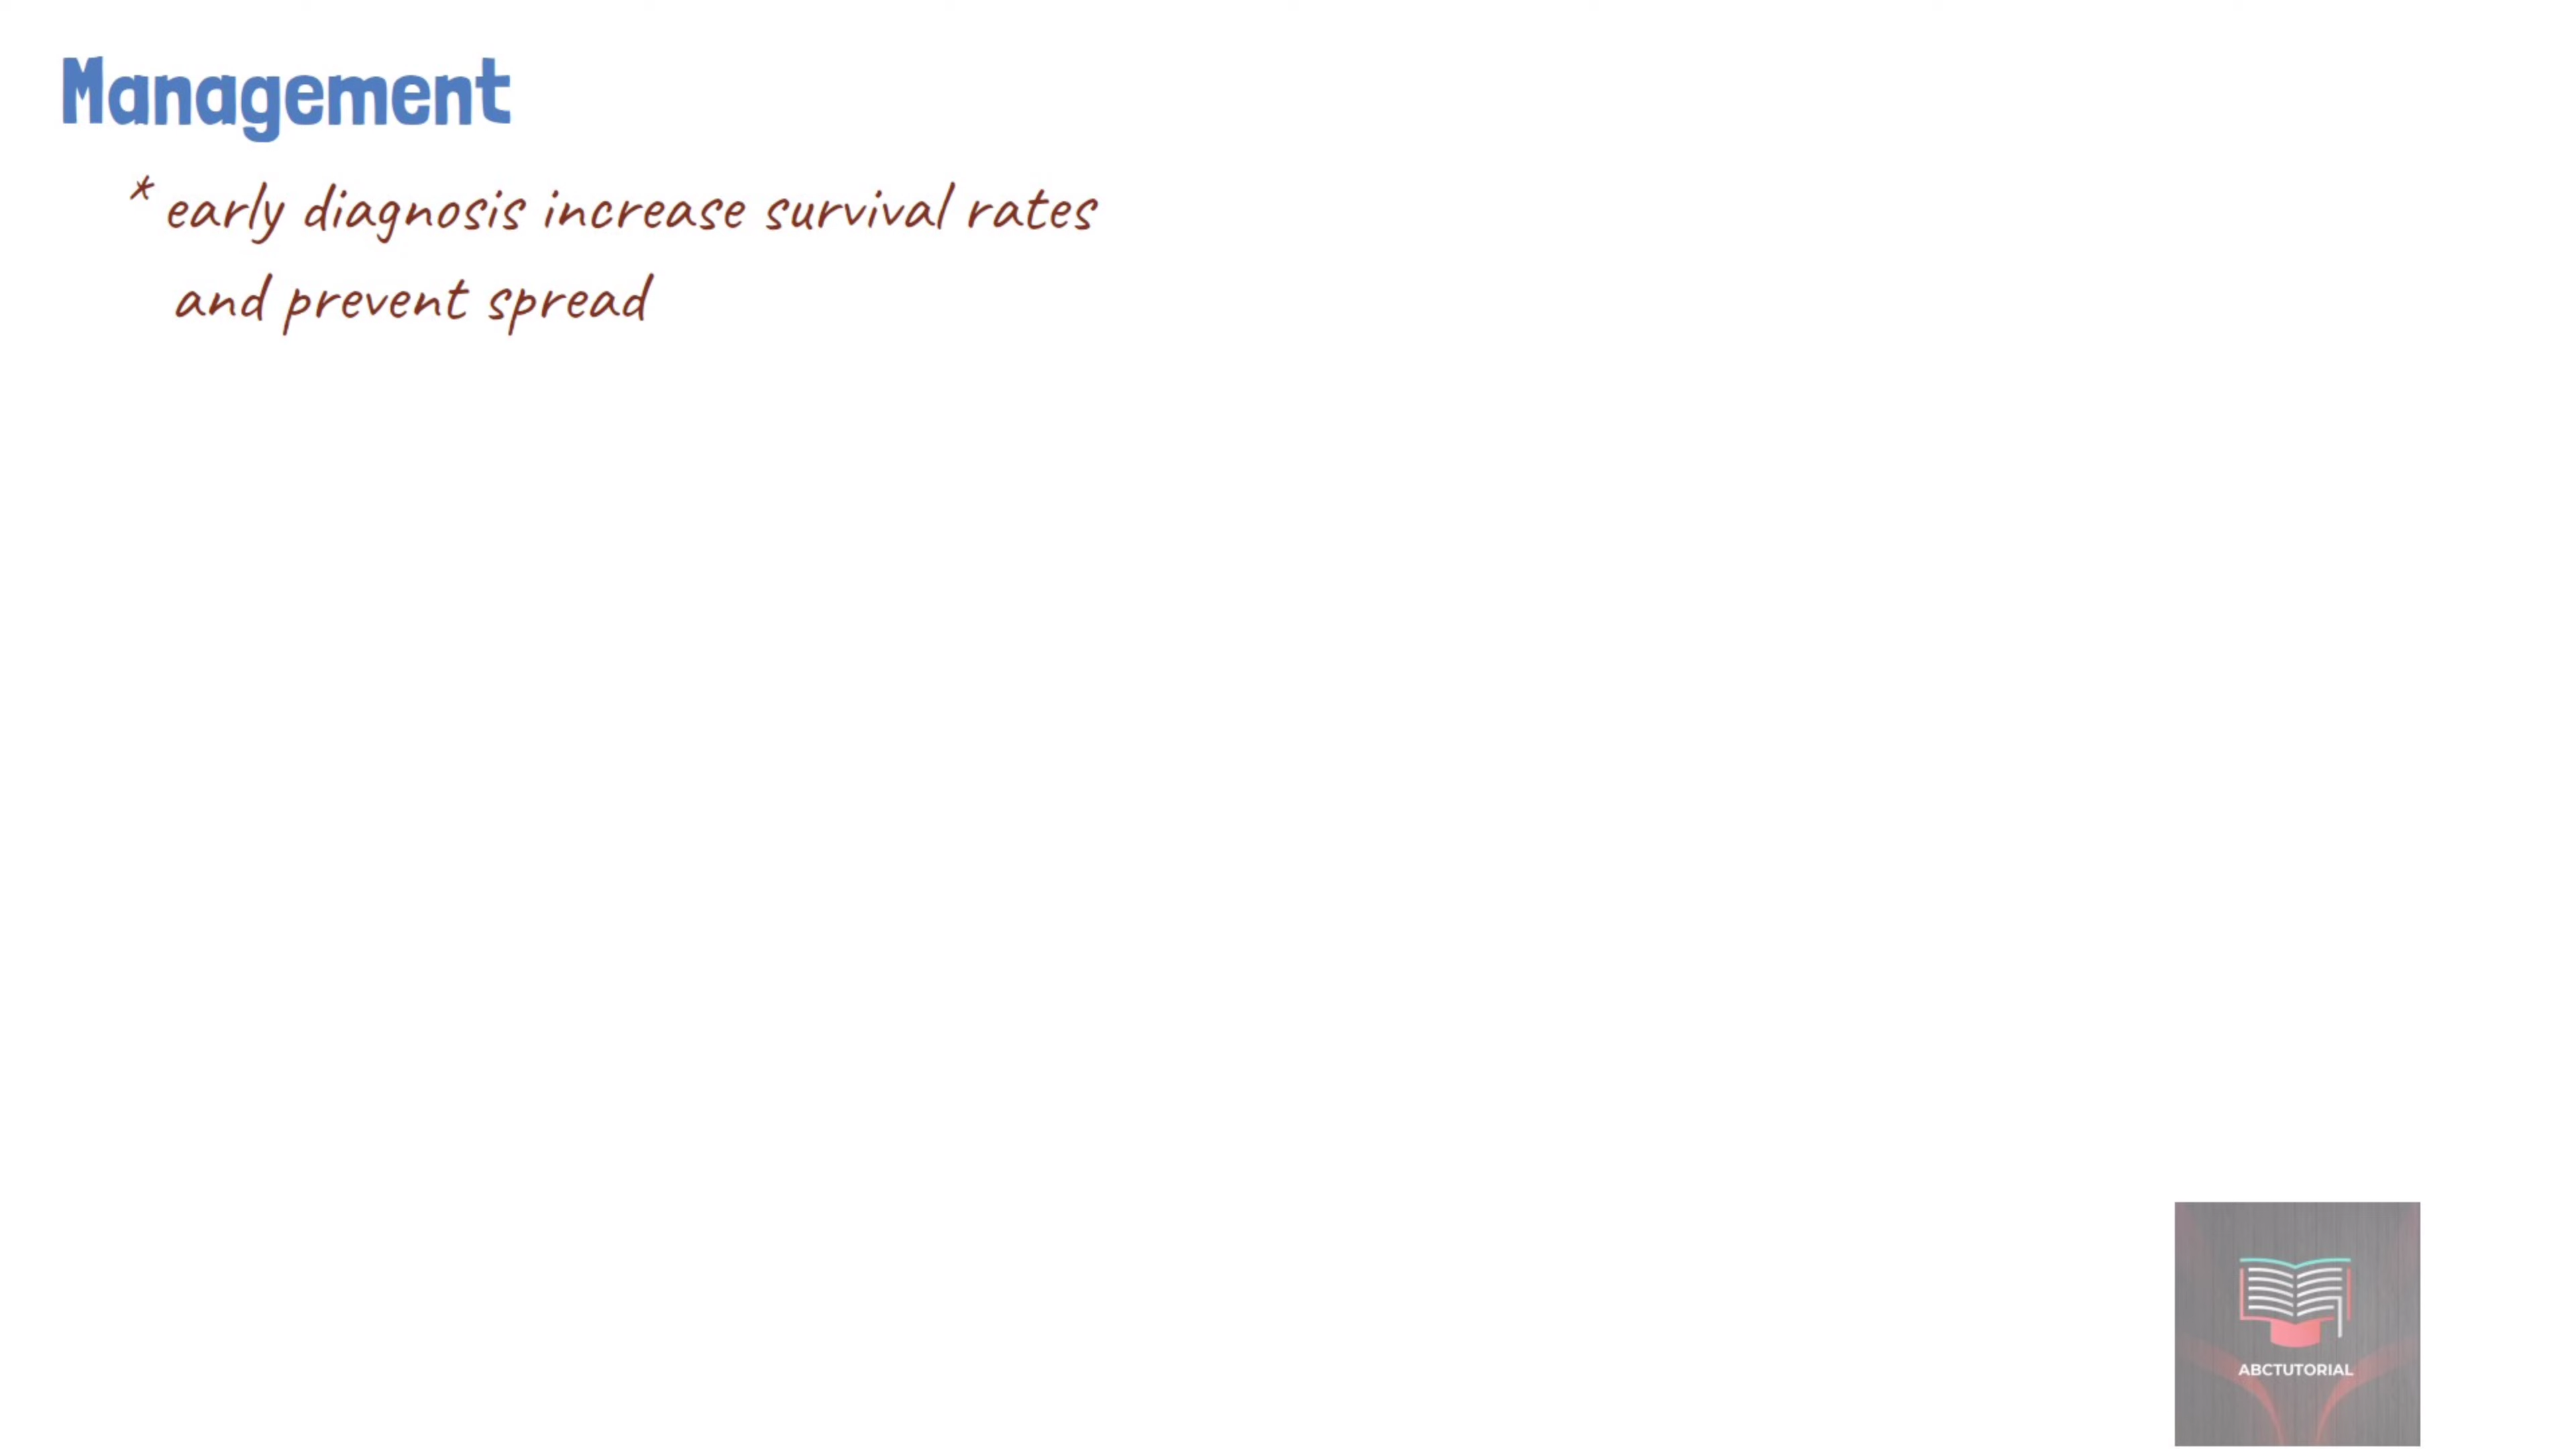 Management
* early diagnosis increase survival rates
and prevent spread
ABCTUTORIAL